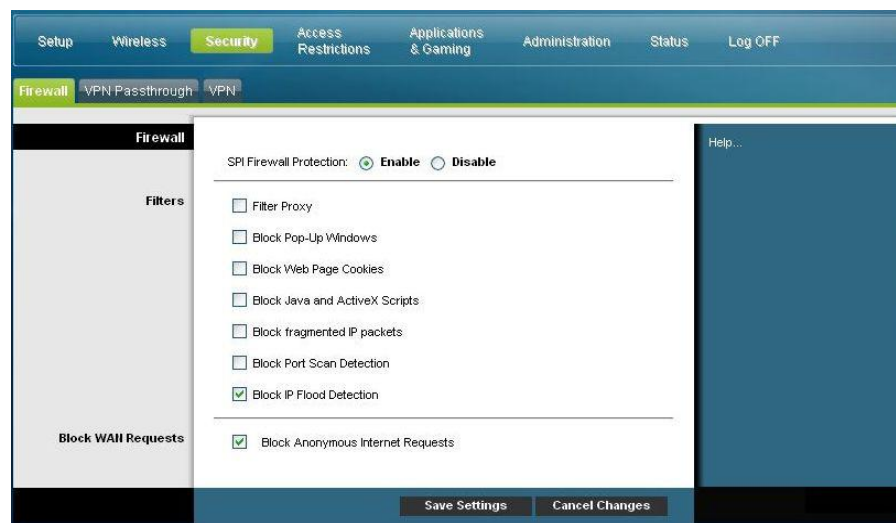 Setup Wireless Security Access Restrictions Applications & Gaming Administration Status Log OFF
Firewall VPN Passthrough VPN
Firewall
Help...
SPI Firewall Protection: Enable Disable
Filters
Filter Proxy
Block Pop-Up Windows
Block Web Page Cookies
Block Java and ActiveX Scripts
Block fragmented IP packets
Block Port Scan Detection
Block IP Flood Detection
Block WAN Requests
Block Anonymous Internet Requests
Save Settings Cancel Changes